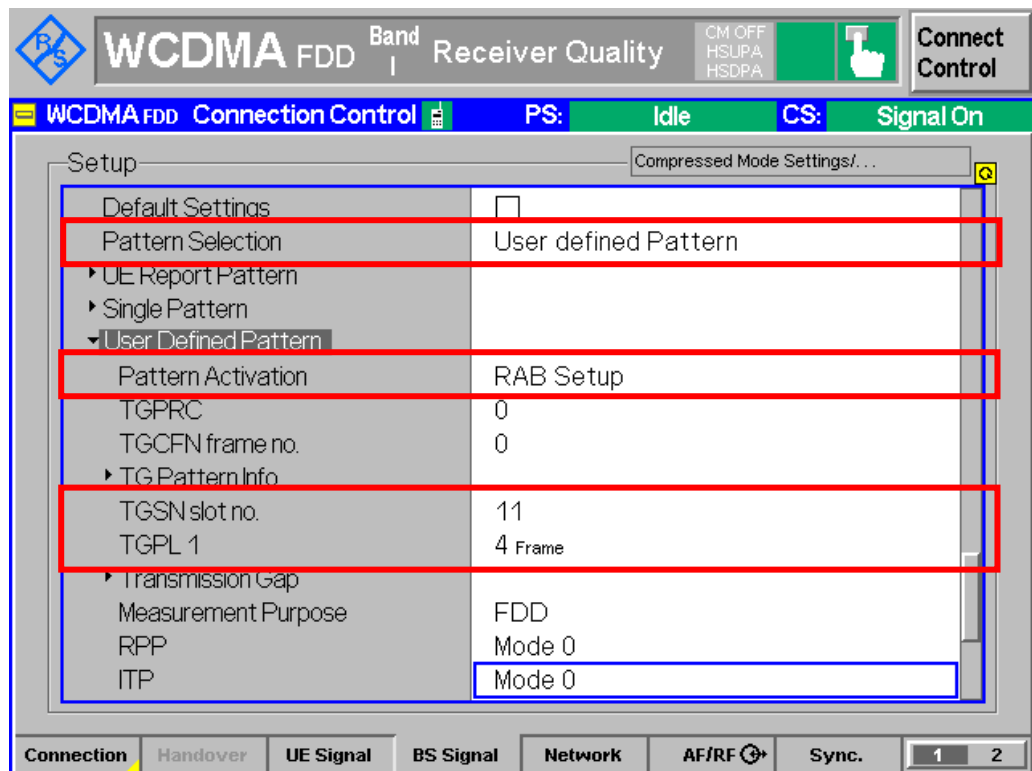 R&S
WCDMA FDD Band I Receiver Quality
CM OFF
HSUPA
HSDPA
Connect Control
WCDMA FDD Connection Control PS: Idle CS: Signal On
Setup Compressed Mode Settings/...
Default Settings
Pattern Selection User defined Pattern
UE Report Pattern
Single Pattern
User Defined Pattern
Pattern Activation RAB Setup
TGPRC 0
TGCFN frame no. 0
TG Pattern Info
TGSN slot no. 11
TGPL 1 4 Frame
Transmission Gap
Measurement Purpose FDD
RPP Mode 0
ITP Mode 0
Connection Handover UE Signal BS Signal Network AF/RF Sync. 1 2